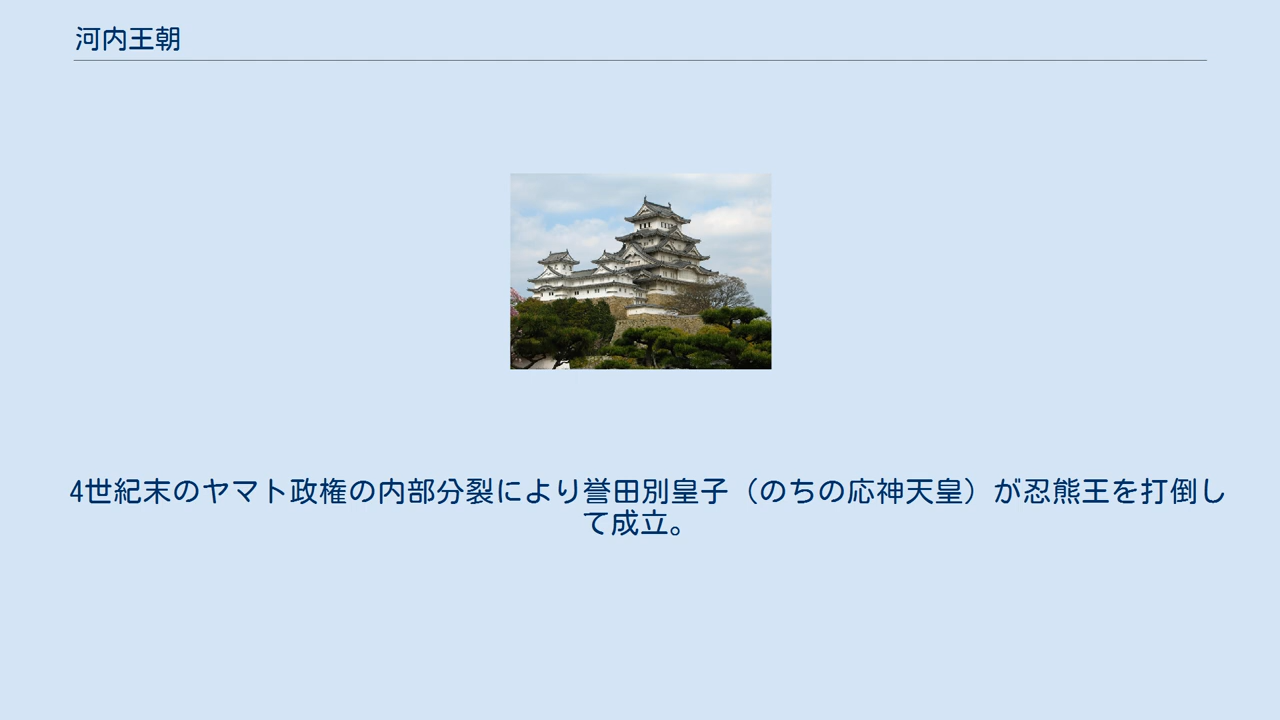 河内王朝
4世紀末のヤマト政権の内部分裂により誉田別皇子（のちの応神天皇）が忍熊王を打倒し
て成立。